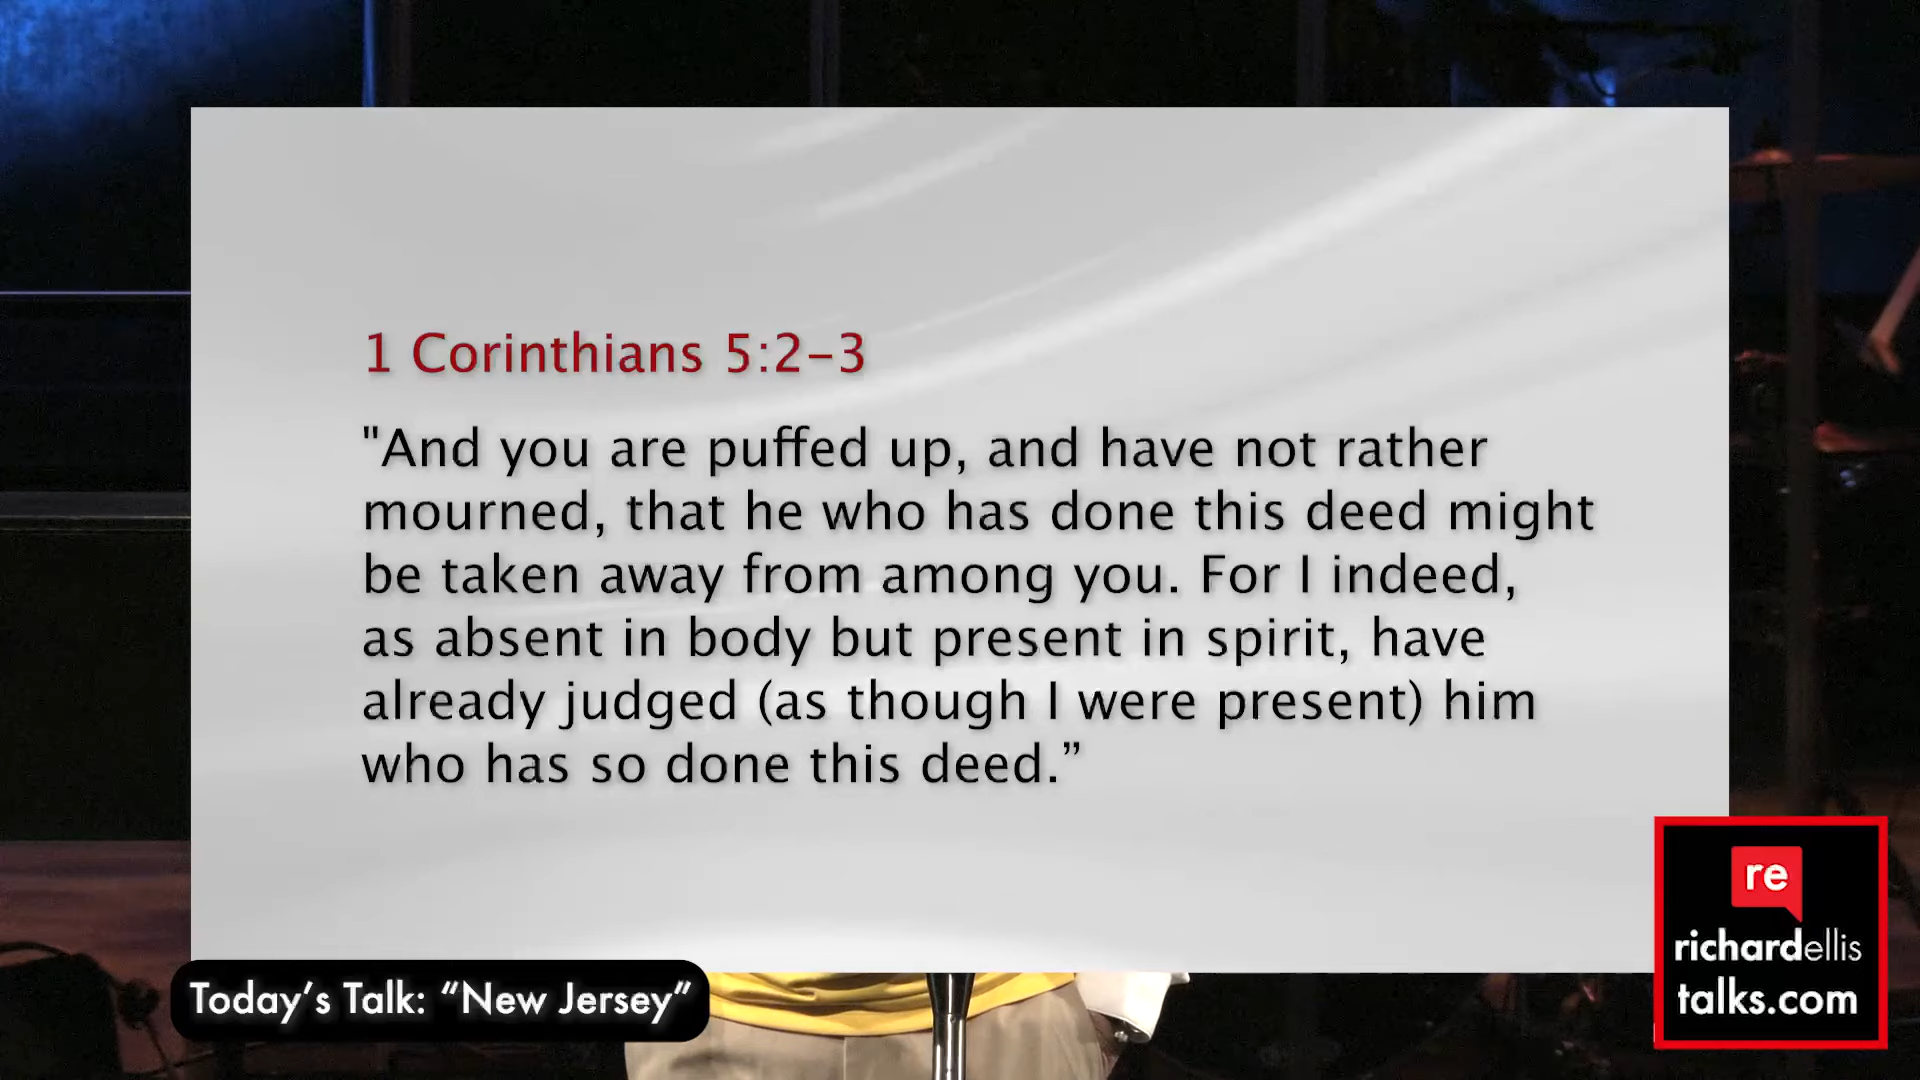 1 Corinthians 5:2–3
"And you are puffed up, and have not rather
mourned, that he who has done this deed might
be taken away from among you. For I indeed,
as absent in body but present in spirit, have
already judged (as though I were present) him
who has so done this deed.”
Today’s Talk: “New Jersey”
re
richardellis
talks.com